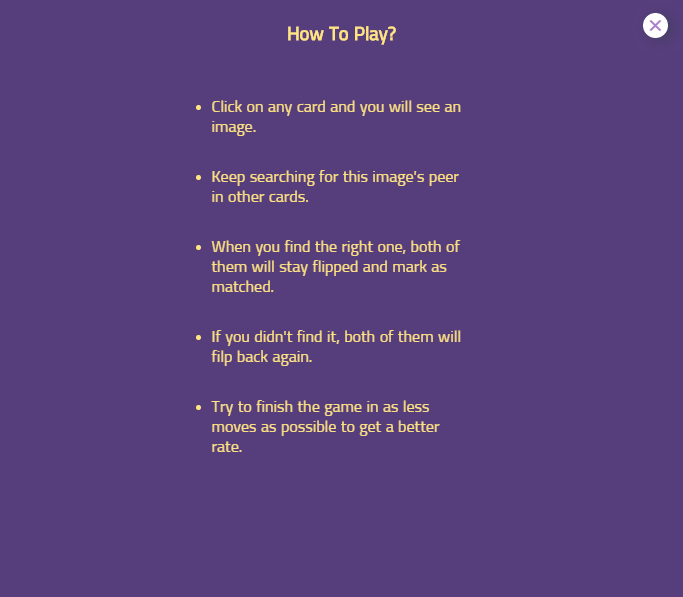 How To Play?
• Click on any card and you will see an
image.
• Keep searching for this image's peer
in other cards.
• When you find the right one, both of
them will stay flipped and mark as
matched.
• If you didn't find it, both of them will
filp back again.
• Try to finish the game in as less
moves as possible to get a better
rate.